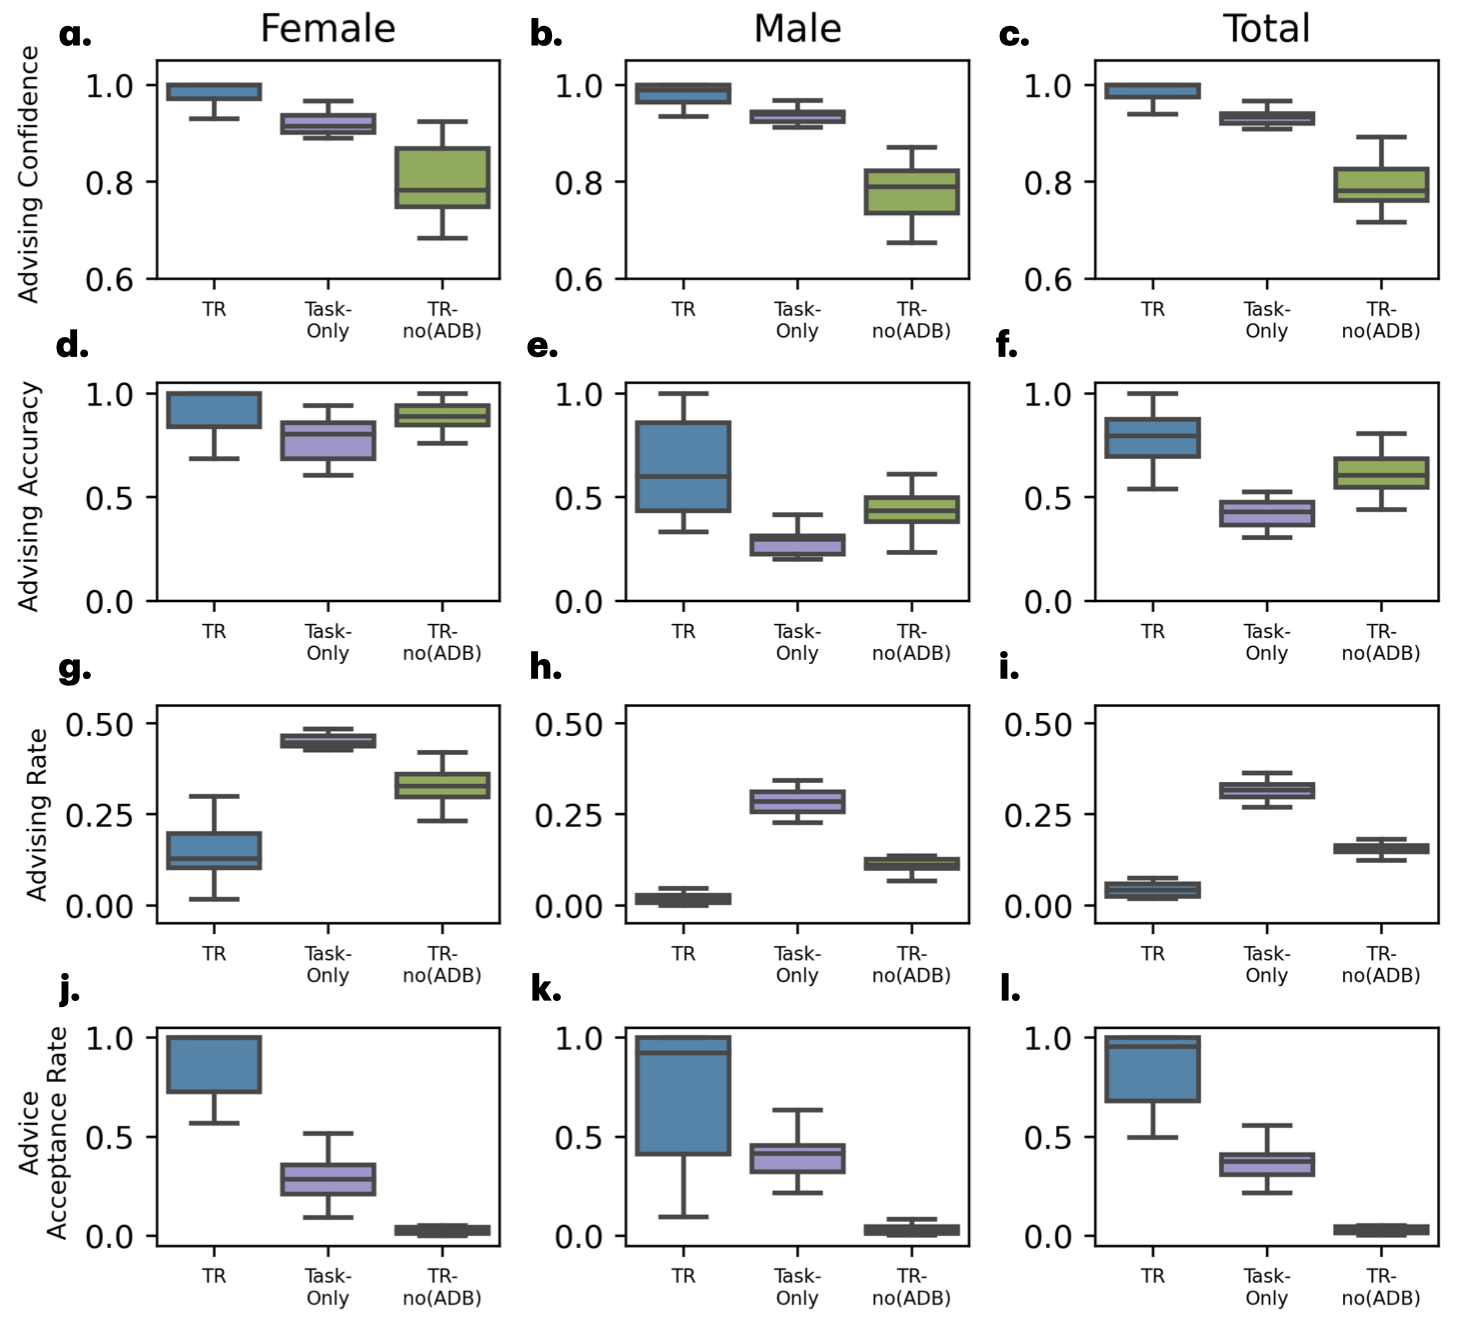 a. Female b. Male c. Total
Advising Confidence
1.0 1.0 1.0
0.8 0.8 0.8
0.6 0.6 0.6
TR Task- TR- TR Task- TR- TR Task- TR-
Only no(ADB) Only no(ADB) Only no(ADB)
d. e. f.
Advising Accuracy
1.0 1.0 1.0
0.5 0.5 0.5
0.0 0.0 0.0
TR Task- TR- TR Task- TR- TR Task- TR-
Only no(ADB) Only no(ADB) Only no(ADB)
g. h. i.
Advising Rate
0.50 0.50 0.50
0.25 0.25 0.25
0.00 0.00 0.00
TR Task- TR- TR Task- TR- TR Task- TR-
Only no(ADB) Only no(ADB) Only no(ADB)
j. k. l.
Advice
Acceptance Rate
1.0 1.0 1.0
0.5 0.5 0.5
0.0 0.0 0.0
TR Task- TR- TR Task- TR- TR Task- TR-
Only no(ADB) Only no(ADB) Only no(ADB)